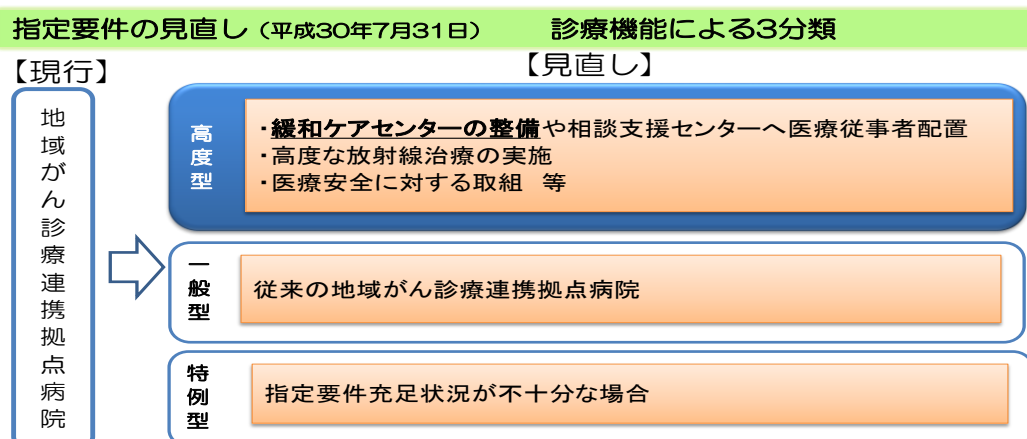 指定要件の見直し（平成30年7月31日）　診療機能による3分類
【現行】
【見直し】
地域がん診療連携拠点病院
高度型
・緩和ケアセンターの整備や相談支援センターへ医療従事者配置
・高度な放射線治療の実施
・医療安全に対する取組　等
一般型
従来の地域がん診療連携拠点病院
特例型
指定要件充足状況が不十分な場合